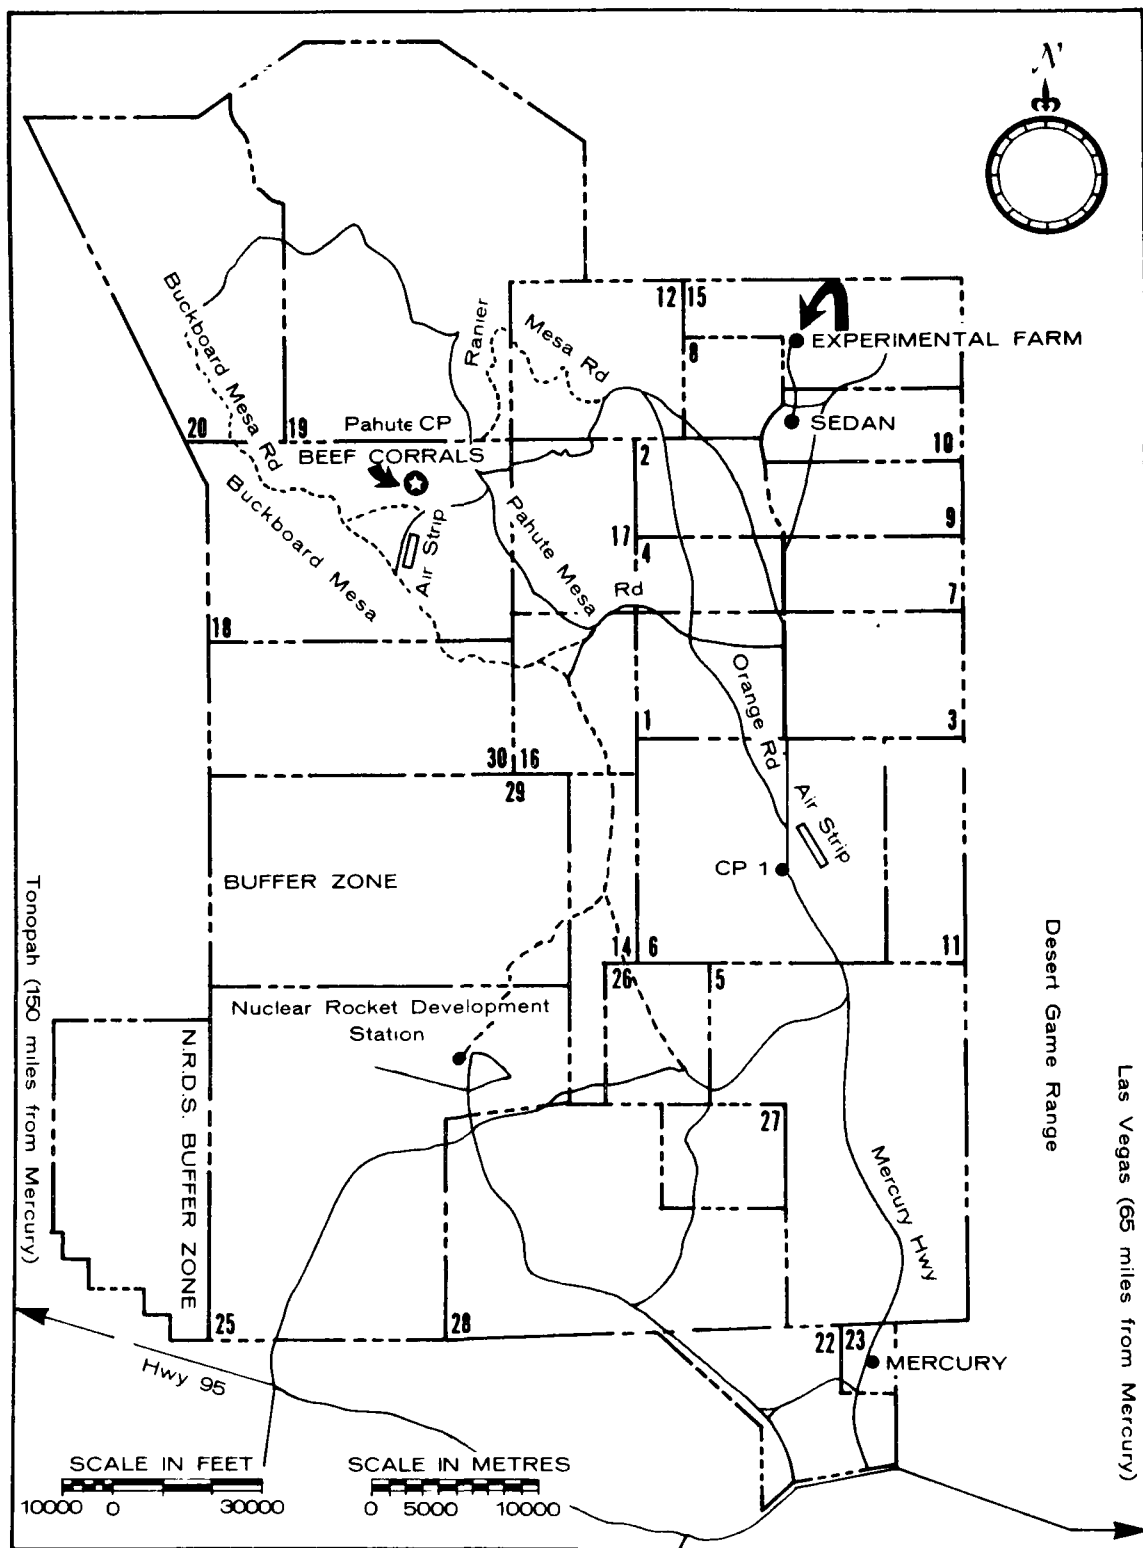 N
12
15
EXPERIMENTAL FARM
8
Ranier
Mesa Rd
Buckboard Mesa Rd
SEDAN
20
19
Pahute CP
10
BEEF CORRALS
2
Buckboard Mesa
Air Strip
Pahute Mesa
Rd
17
4
9
7
18
Orange Rd
1
3
30
16
29
Air Strip
CP 1
BUFFER ZONE
Tonopah (150 miles from Mercury)
Desert Game Range
14
6
11
26
5
Nuclear Rocket Development
Station
N.R.D.S. BUFFER ZONE
27
Las Vegas (65 miles from Mercury)
Mercury Hwy
25
28
22
23
MERCURY
Hwy 95
SCALE IN FEET
10000 0 30000
SCALE IN METRES
0 5000 10000